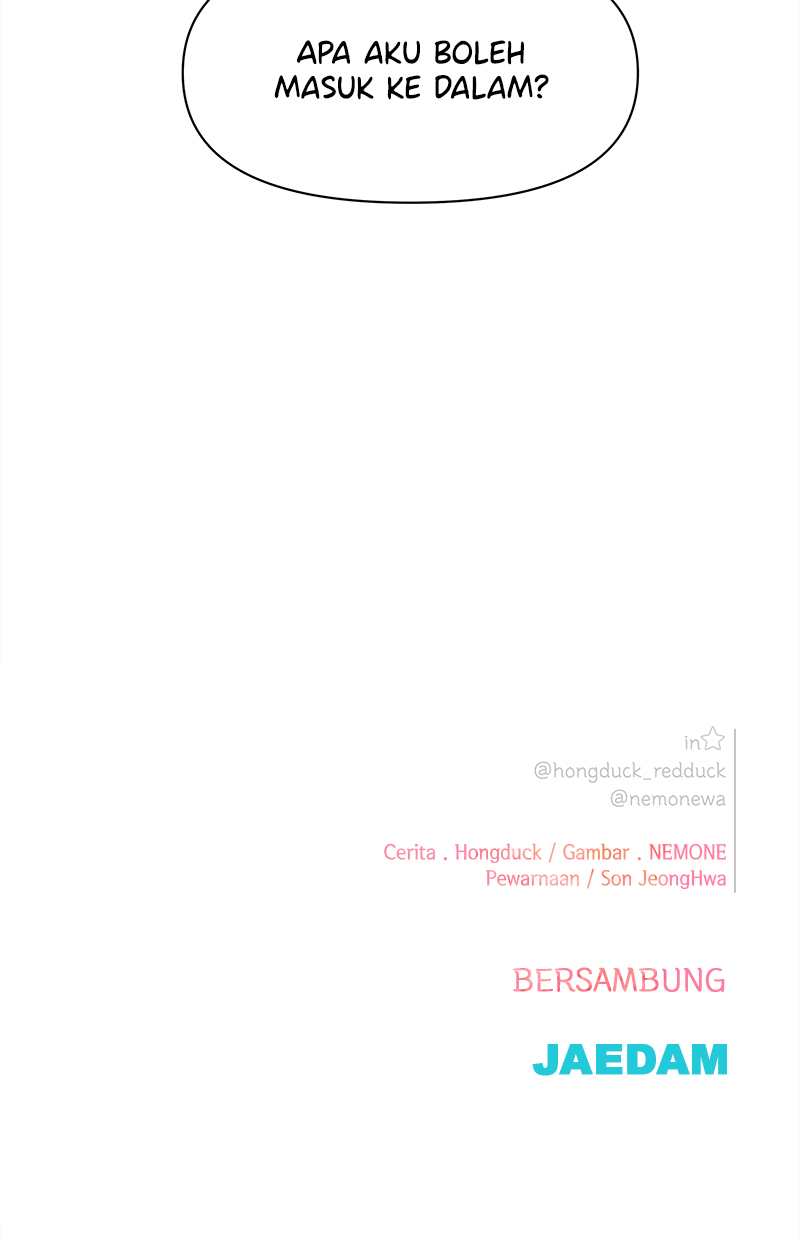 APA AKU BOLEH
MASUK KE DALAM?
in☆
@hongduck_redduck
@nemonewa
Cerita . Hongduck / Gambar . NEMONE
Pewarnaan / Son JeongHwa
BERSAMBUNG
JAEDAM